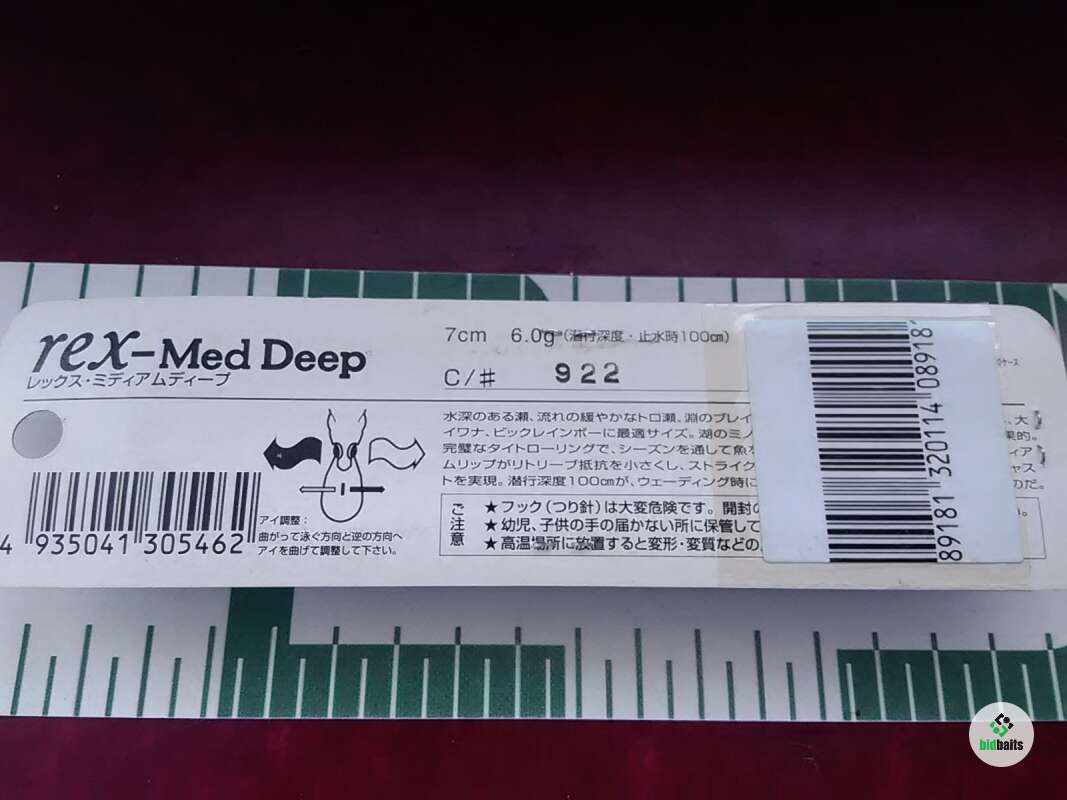 rex-Med Deep
レックス・ミディアムディープ
7cm 6.0g (潜行深度・止水時100cm)
C/# 922
水深のある瀬、流れの緩やかなトロ瀬、淵のブレイ
イワナ、ビックレインボーに最適サイズ。湖のミノ
完璧なタイトローリングで、シーズンを通して魚を
ムリップがリトリーブ抵抗を小さくし、ストライク
トを実現。潜行深度100cmが、ウェーディング時に
、大
果的。
ィア
ャス
のだ。
ケース
ご注意
★フック(つり針)は大変危険です。開封の
★幼児、子供の手の届かない所に保管して
★高温場所に放置すると変形・変質などの
アイ調整:
曲がって泳ぐ方向と逆の方向へ
アイを曲げて調整して下さい。
4 935041 305462
89181 320114 08918
bidbaits